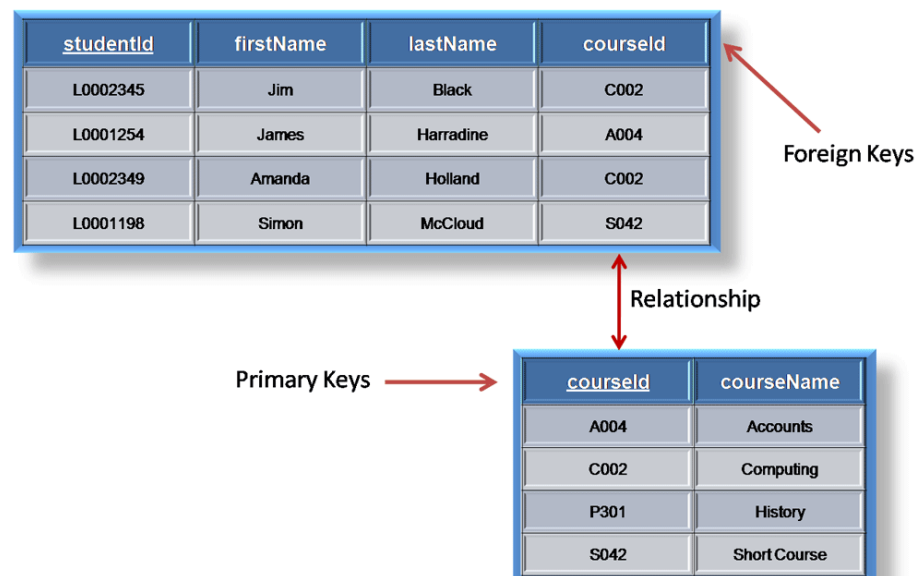 studentId firstName lastName courseId
L0002345 Jim Black C002
L0001254 James Harradine A004
L0002349 Amanda Holland C002
L0001198 Simon McCloud S042
Foreign Keys
Relationship
Primary Keys
courseId courseName
A004 Accounts
C002 Computing
P301 History
S042 Short Course